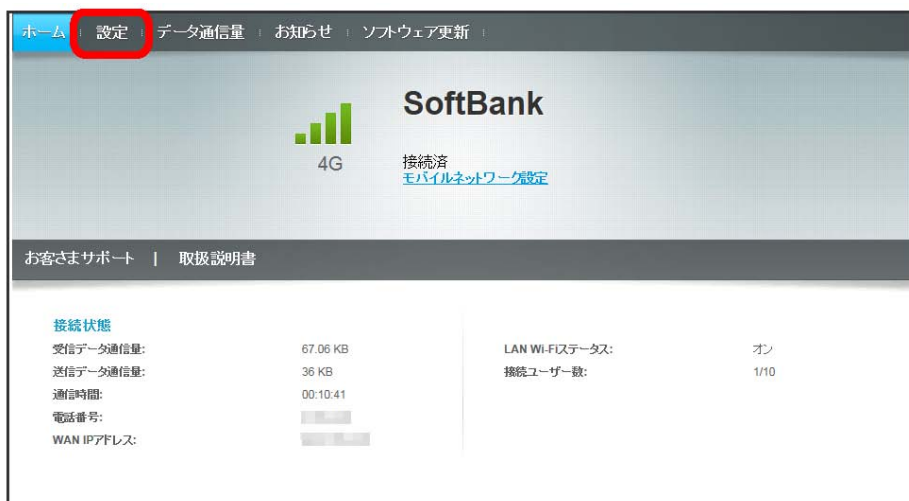 ホーム 設定 データ通信量 お知らせ ソフトウェア更新
SoftBank
4G
接続済
モバイルネットワーク設定
お客さまサポート | 取扱説明書
接続状態
受信データ通信量: 67.06 KB LAN Wi-Fiステータス: オン
送信データ通信量: 36 KB 接続ユーザー数: 1/10
通信時間: 00:10:41
電話番号:
WAN IPアドレス: